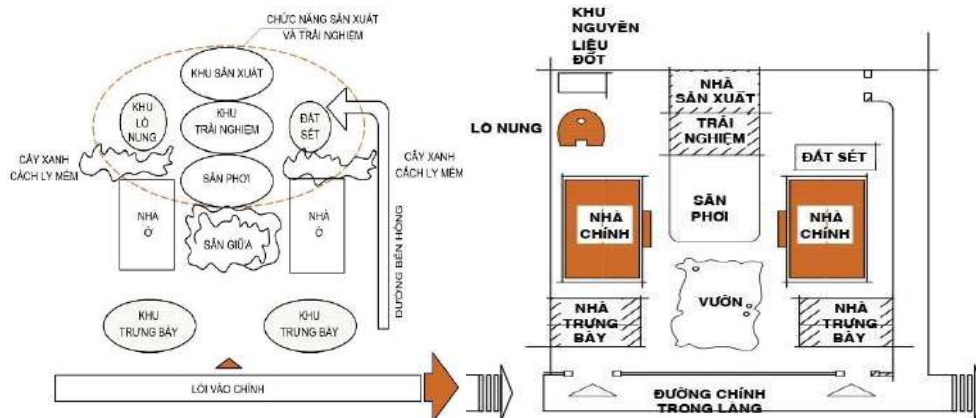 CHỨC NĂNG SẢN XUẤT
VÀ TRẢI NGHIỆM
KHU SẢN XUẤT
KHU
LÒ
NUNG
KHU
TRẢI NGHIỆM
ĐẤT
SÉT
CÂY XANH
CÁCH LY MỀM
SÂN PHƠI
CÂY XANH
CÁCH LY MỀM
NHÀ
Ở
SÂN GIỮA
NHÀ
Ở
ĐƯỜNG BÊN HÔNG
KHU
TRƯNG BÀY
KHU
TRƯNG BÀY
LỐI VÀO CHÍNH
KHU
NGUYÊN
LIỆU
ĐỐT
NHÀ
SẢN XUẤT
TRẢI
NGHIỆM
LÒ NUNG
ĐẤT SÉT
SÂN
PHƠI
NHÀ
CHÍNH
NHÀ
CHÍNH
VƯỜN
NHÀ
TRƯNG
BÀY
NHÀ
TRƯNG
BÀY
ĐƯỜNG CHÍNH
TRONG LÀNG